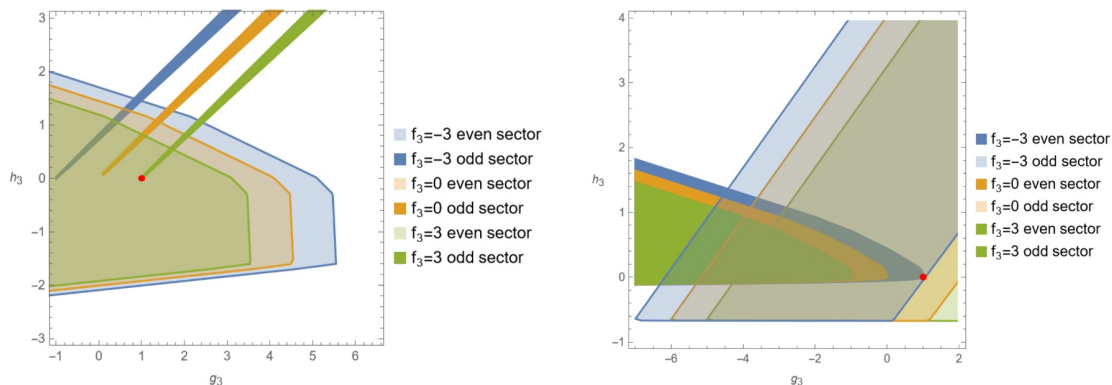 3
2
1
h₃ 0
-1
-2
-3
-1 0 1 2 3 4 5 6
g₃
f₃=-3 even sector
f₃=-3 odd sector
f₃=0 even sector
f₃=0 odd sector
f₃=3 even sector
f₃=3 odd sector
4
3
2
h₃
1
0
-1
-6 -4 -2 0 2
g₃
f₃=-3 even sector
f₃=-3 odd sector
f₃=0 even sector
f₃=0 odd sector
f₃=3 even sector
f₃=3 odd sector